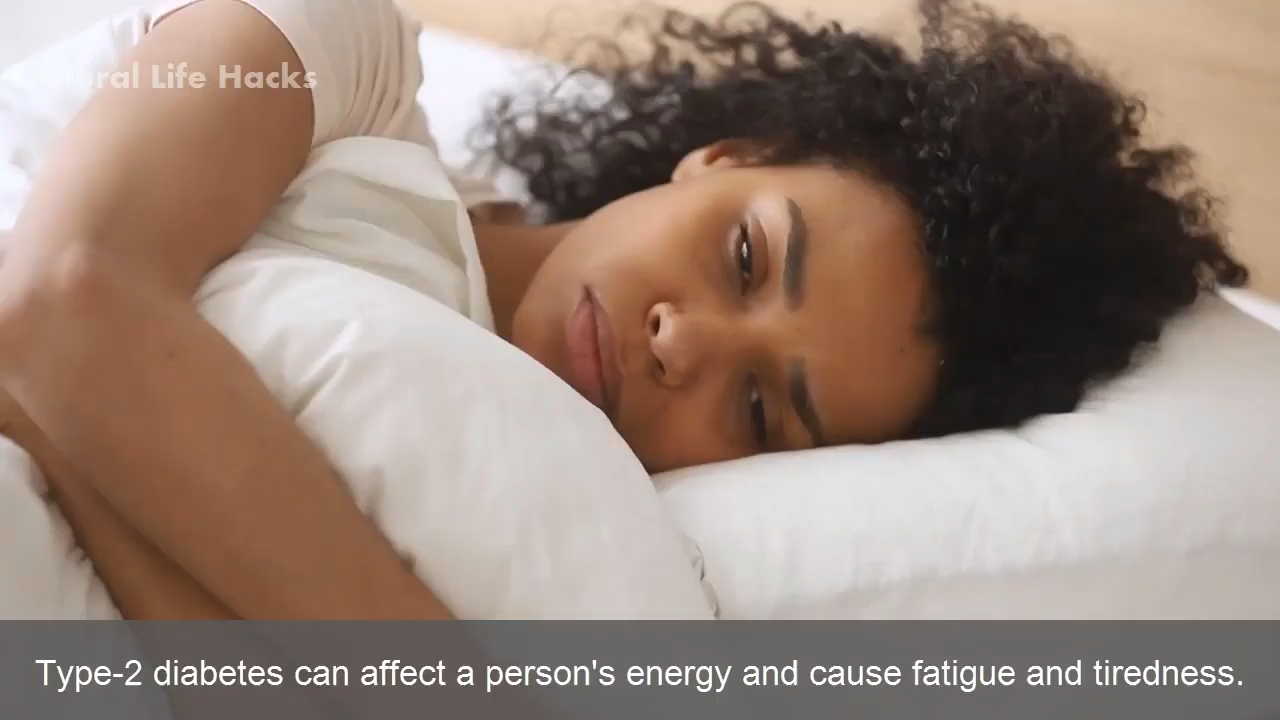 Life Hacks
Type-2 diabetes can affect a person's energy and cause fatigue and tiredness.